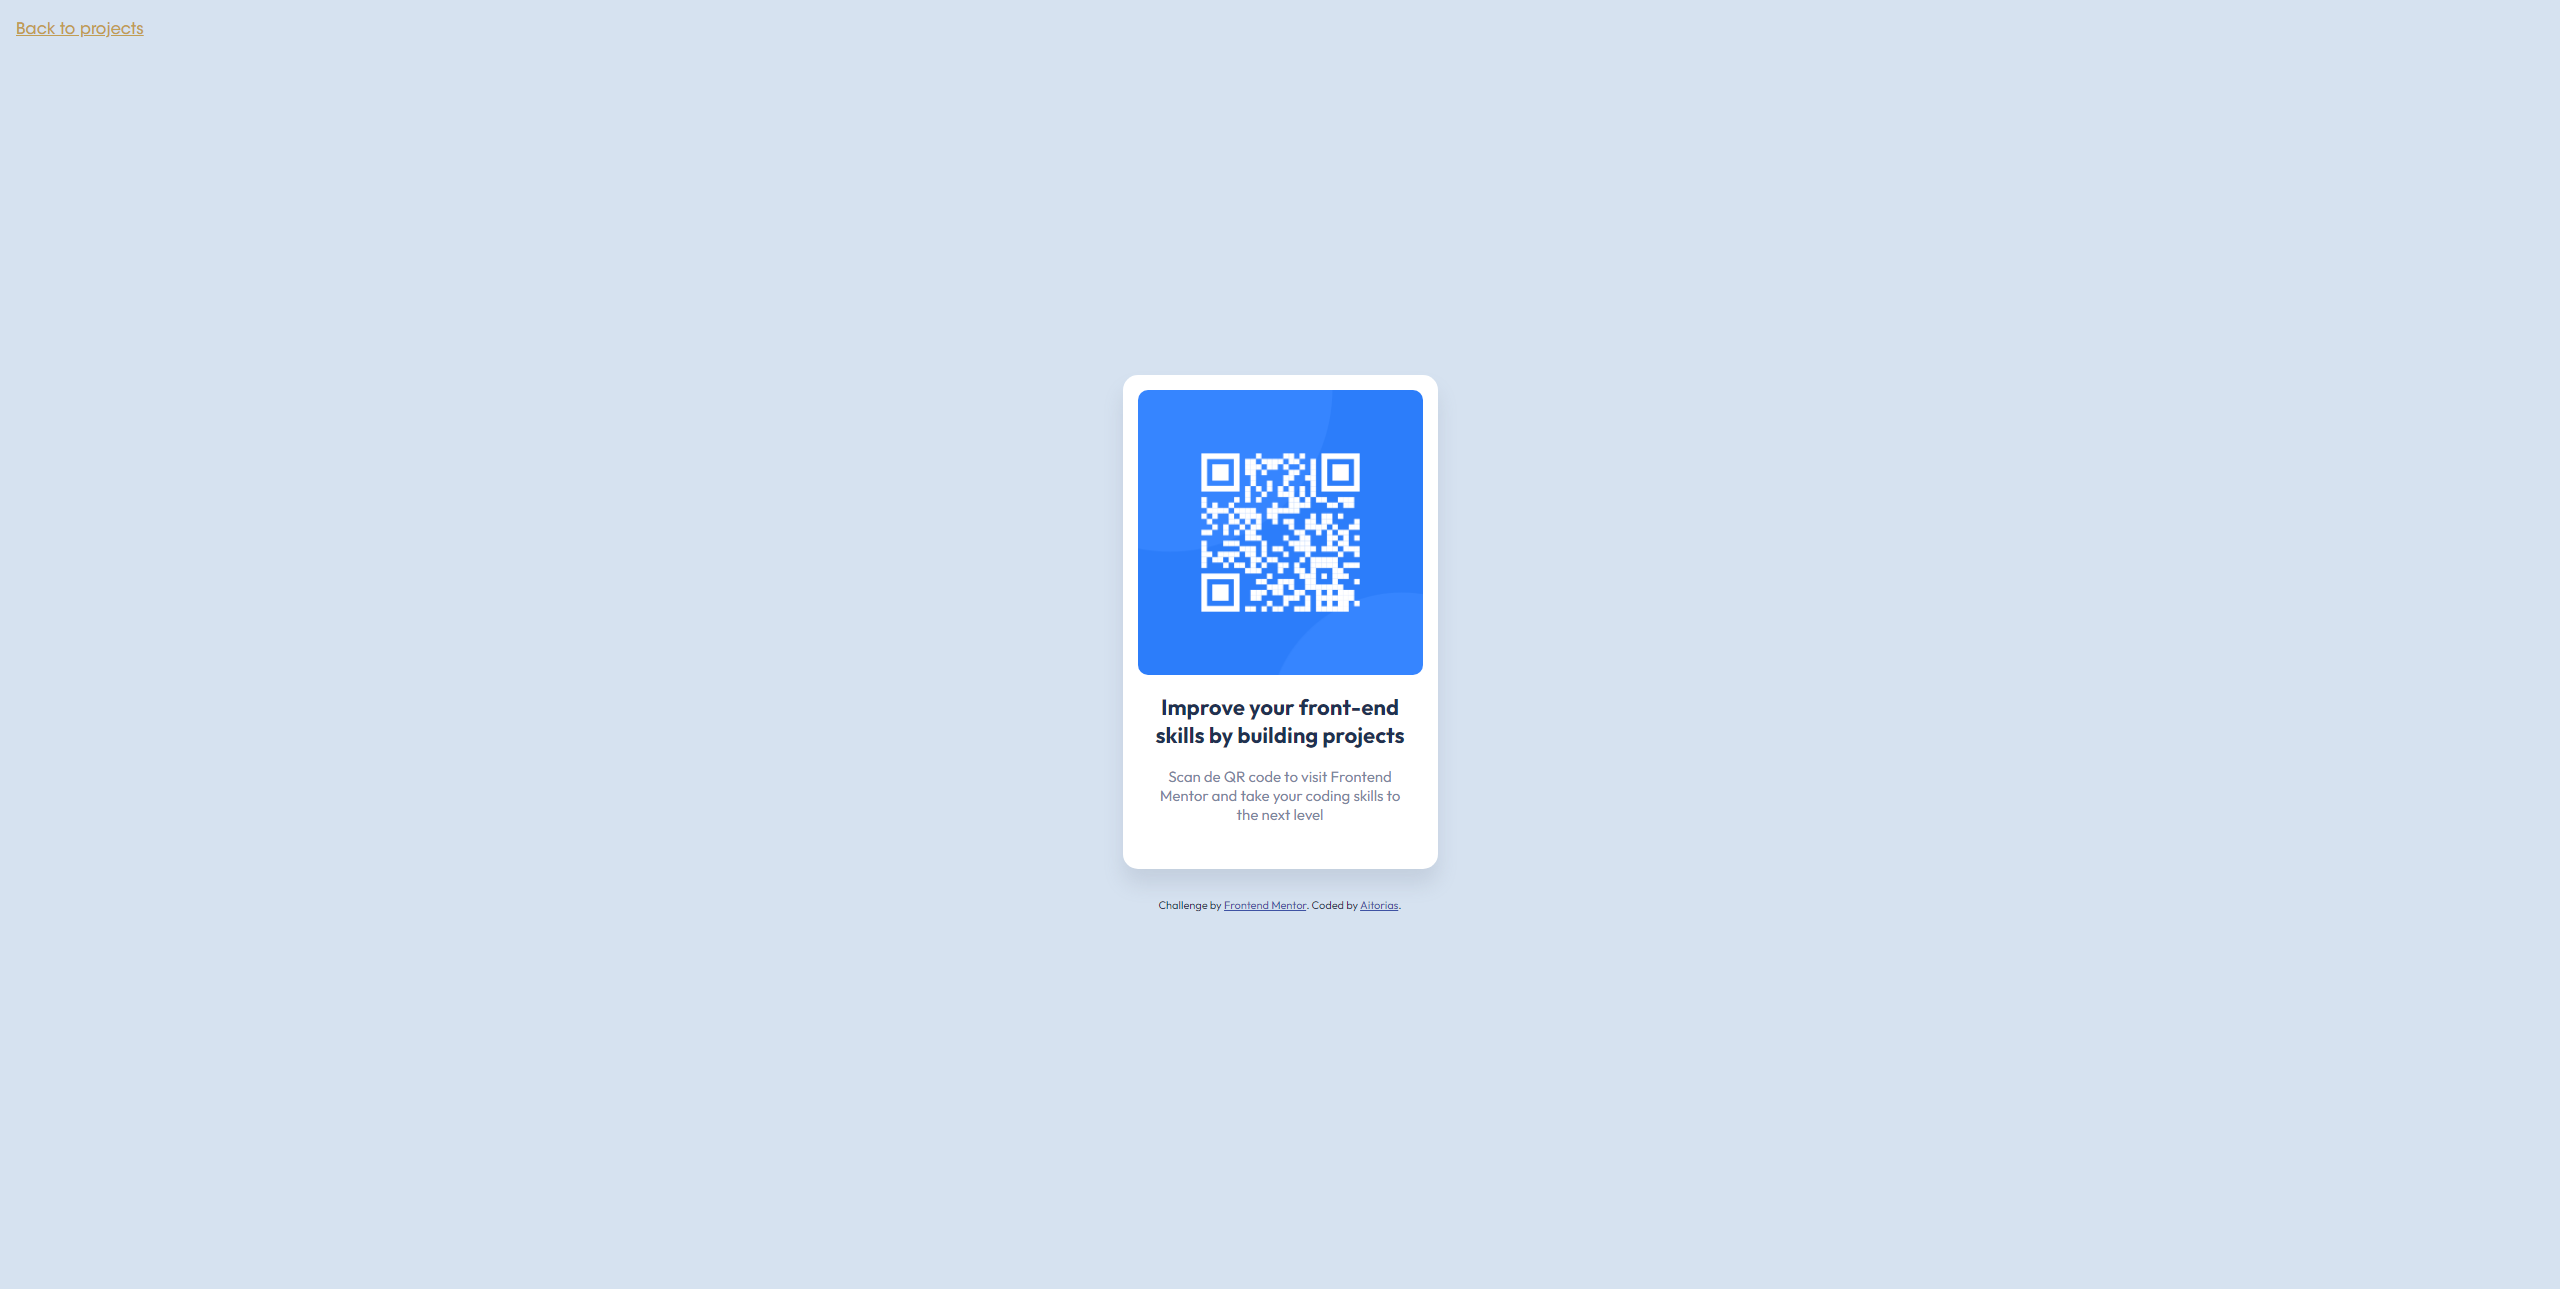 Back to projects
Improve your front-end
skills by building projects
Scan de QR code to visit Frontend
Mentor and take your coding skills to
the next level
Challenge by Frontend Mentor. Coded by Aitorias.